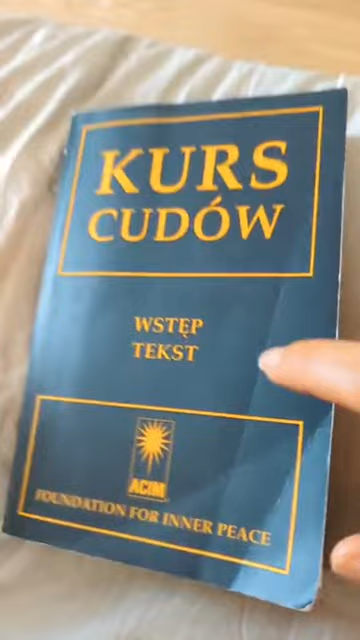 KURS
CUDÓW
WSTĘP
TEKST
ACIM
FOUNDATION FOR INNER PEACE